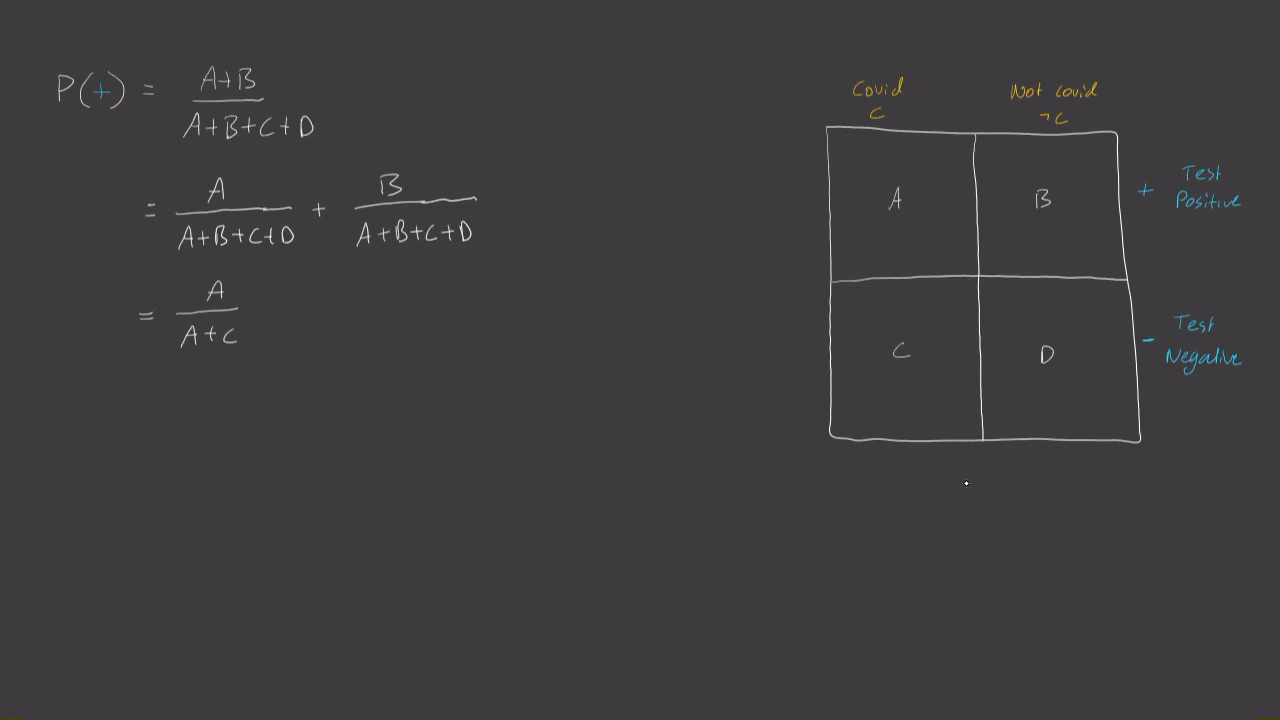 P(+) = A+B
A+B+C+D
= A + B
A+B+C+D A+B+C+D
= A
A+C
Covid Not covid
C ¬C
A B
+ Test
Positive
C D
- Test
Negative